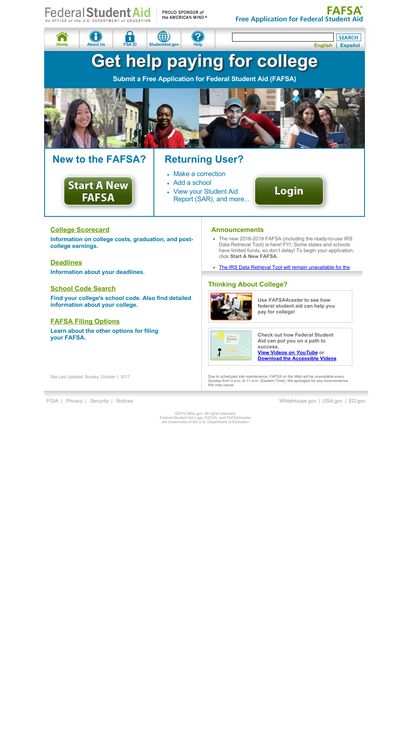 Federal Student Aid
AN OFFICE of the U.S. DEPARTMENT of EDUCATION
PROUD SPONSOR of
the AMERICAN MIND®
FAFSA®
Free Application for Federal Student Aid
Home
About Us
FSA ID
StudentAid.gov
Help
SEARCH
English | Español
Get help paying for college
Submit a Free Application for Federal Student Aid (FAFSA)
New to the FAFSA?
Start A New
FAFSA
Returning User?
Make a correction
Add a school
View your Student Aid
Report (SAR), and more...
Login
College Scorecard
Information on college costs, graduation, and post-
college earnings.
Deadlines
Information about your deadlines.
School Code Search
Find your college's school code. Also find detailed
information about your college.
FAFSA Filing Options
Learn about the other options for filing
your FAFSA.
Announcements
The new 2018-2019 FAFSA (including the ready-to-use IRS
Data Retrieval Tool) is here! FYI: Some states and schools
have limited funds, so don't delay! To begin your application,
click Start A New FAFSA.
The IRS Data Retrieval Tool will remain unavailable for the
Thinking About College?
Use FAFSA4caster to see how
federal student aid can help you
pay for college!
Check out how Federal Student
Aid can put you on a path to
success.
View Videos on YouTube or
Download the Accessible Videos
Site Last Updated: Sunday, October 1, 2017
Due to scheduled site maintenance, FAFSA on the Web will be unavailable every
Sunday from 3 a.m. to 11 a.m. (Eastern Time). We apologize for any inconvenience
this may cause.
FOIA | Privacy | Security | Notices
WhiteHouse.gov | USA.gov | ED.gov
©2010 fafsa.gov. All rights reserved.
Federal Student Aid Logo, FAFSA, and FAFSA4caster
are trademarks of the U.S. Department of Education.